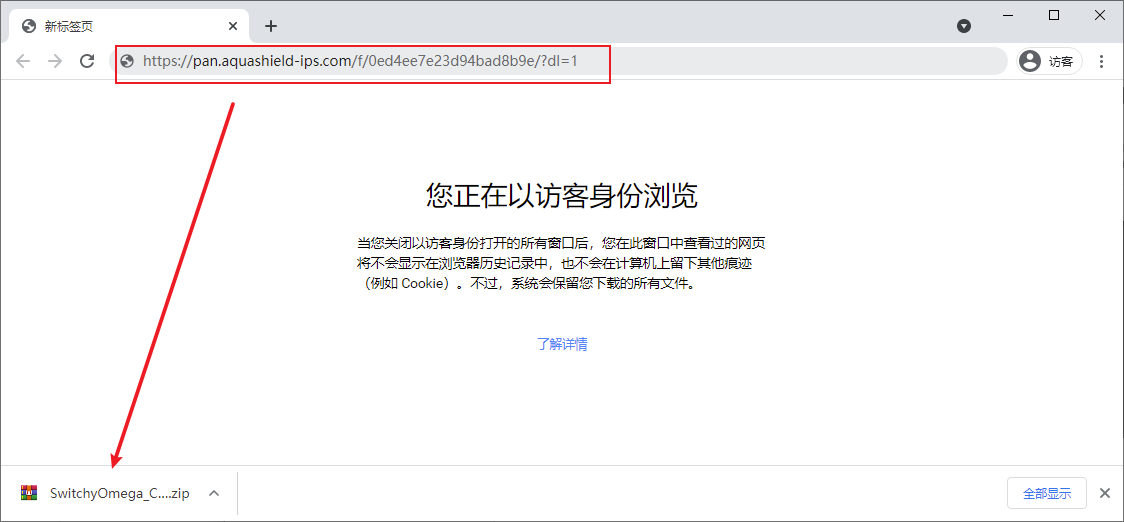 新标签页
https://pan.aquashield-ips.com/f/0ed4ee7e23d94bad8b9e/?dl=1
访客
您正在以访客身份浏览
当您关闭以访客身份打开的所有窗口后，您在此窗口中查看过的网页
将不会显示在浏览器历史记录中，也不会在计算机上留下其他痕迹
（例如 Cookie）。不过，系统会保留您下载的所有文件。
了解详情
SwitchyOmega_C....zip
全部显示